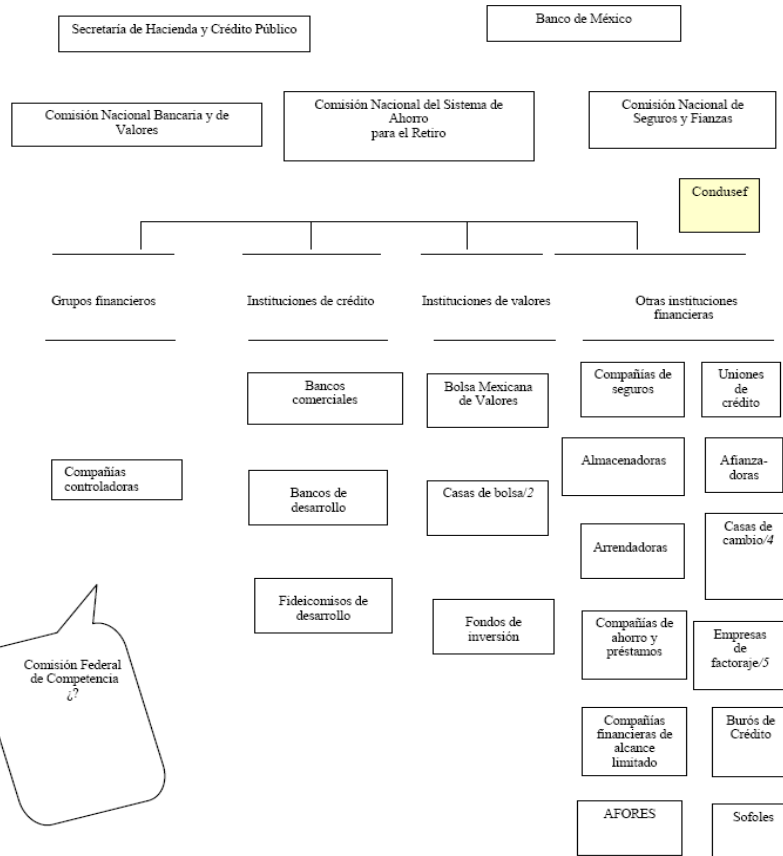 Secretaría de Hacienda y Crédito Público
Banco de México
Comisión Nacional Bancaria y de
Valores
Comisión Nacional del Sistema de
Ahorro
para el Retiro
Comisión Nacional de
Seguros y Fianzas
Condusef
Grupos financieros
Instituciones de crédito
Instituciones de valores
Otras instituciones
financieras
Compañías
controladoras
Bancos
comerciales
Bancos de
desarrollo
Fideicomisos de
desarrollo
Bolsa Mexicana
de Valores
Casas de bolsa/2
Fondos de
inversión
Compañías de
seguros
Uniones
de
crédito
Almacenadoras
Afianza-
doras
Arrendadoras
Casas de
cambio/4
Compañías de
ahorro y
préstamos
Empresas
de
factoraje/5
Compañías
financieras de
alcance
limitado
Burós de
Crédito
AFORES
Sofoles
Comisión Federal
de Competencia
¿?